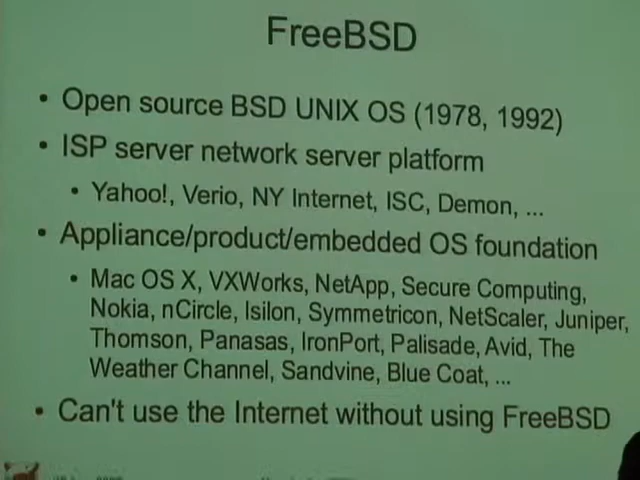 FreeBSD
• Open source BSD UNIX OS (1978, 1992)
• ISP server network server platform
• Yahoo!, Verio, NY Internet, ISC, Demon, ...
• Appliance/product/embedded OS foundation
• Mac OS X, VXWorks, NetApp, Secure Computing,
Nokia, nCircle, Isilon, Symmetricon, NetScaler, Juniper,
Thomson, Panasas, IronPort, Palisade, Avid, The
Weather Channel, Sandvine, Blue Coat, ...
• Can't use the Internet without using FreeBSD